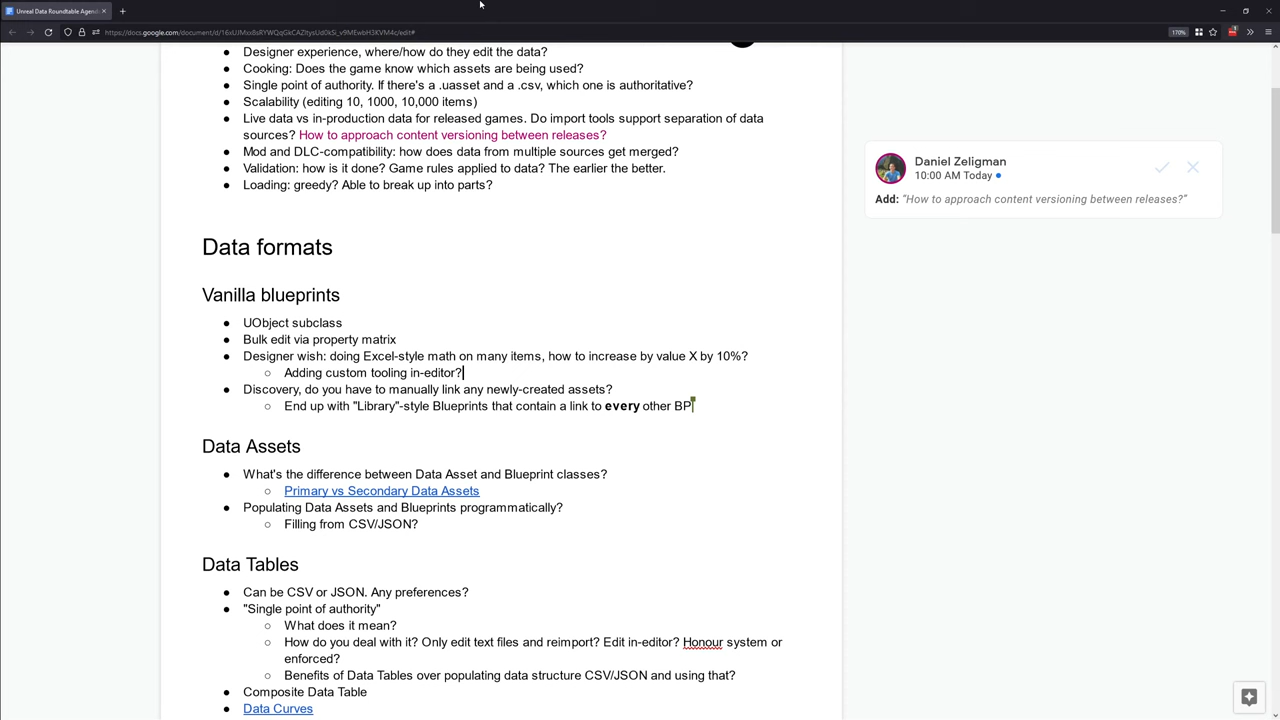 Unreal Data Roundtable Agenda
170%
Designer experience, where/how do they edit the data?
Cooking: Does the game know which assets are being used?
Single point of authority. If there's a .uasset and a .csv, which one is authoritative?
Scalability (editing 10, 1000, 10,000 items)
Live data vs in-production data for released games. Do import tools support separation of data
sources? How to approach content versioning between releases?
Mod and DLC-compatibility: how does data from multiple sources get merged?
Validation: how is it done? Game rules applied to data? The earlier the better.
Loading: greedy? Able to break up into parts?
Daniel Zeligman
10:00 AM Today
Add: “How to approach content versioning between releases?”
Data formats
Vanilla blueprints
UObject subclass
Bulk edit via property matrix
Designer wish: doing Excel-style math on many items, how to increase by value X by 10%?
Adding custom tooling in-editor?
Discovery, do you have to manually link any newly-created assets?
End up with "Library"-style Blueprints that contain a link to every other BP
Data Assets
What's the difference between Data Asset and Blueprint classes?
Primary vs Secondary Data Assets
Populating Data Assets and Blueprints programmatically?
Filling from CSV/JSON?
Data Tables
Can be CSV or JSON. Any preferences?
"Single point of authority"
What does it mean?
How do you deal with it? Only edit text files and reimport? Edit in-editor? Honour system or
enforced?
Benefits of Data Tables over populating data structure CSV/JSON and using that?
Composite Data Table
Data Curves